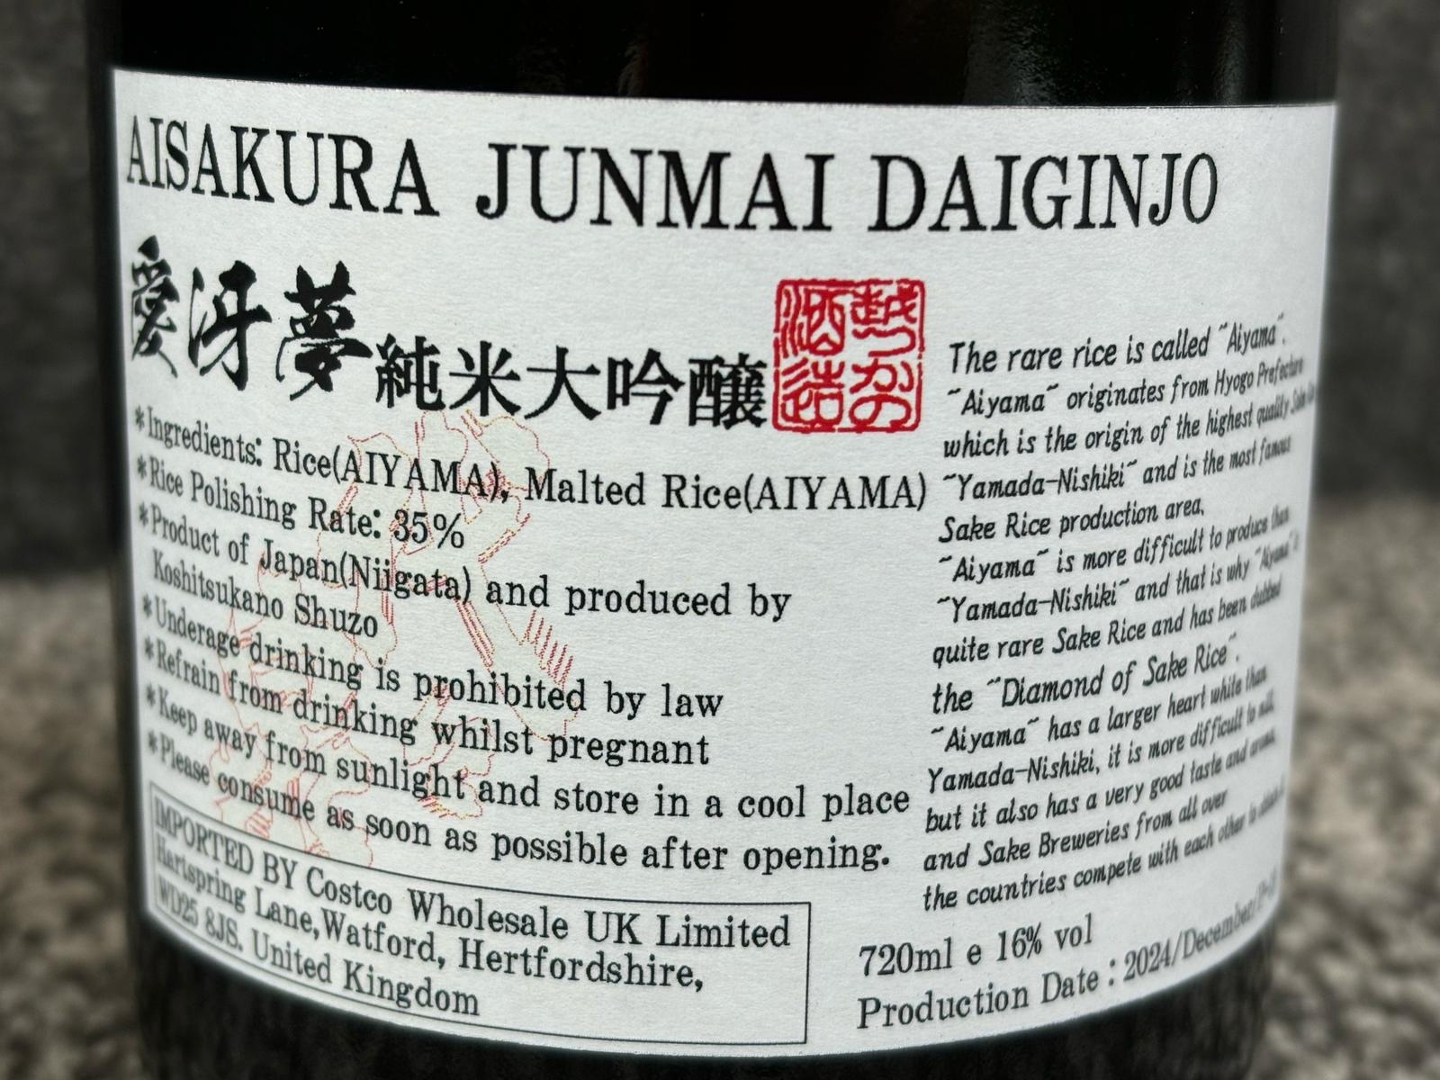 AISAKURA JUNMAI DAIGINJO
愛冴夢純米大吟醸
越つかの酒造
*Ingredients: Rice(AIYAMA), Malted Rice(AIYAMA)
*Rice Polishing Rate: 35%
*Product of Japan(Niigata) and produced by
Koshitsukano Shuzo
*Underage drinking is prohibited by law
*Refrain from drinking whilst pregnant
*Keep away from sunlight and store in a cool place
*Please consume as soon as possible after opening.
IMPORTED BY Costco Wholesale UK Limited
Hartspring Lane,Watford, Hertfordshire,
WD25 8JS. United Kingdom
The rare rice is called "Aiyama".
"Aiyama" originates from Hyogo Prefecture
which is the origin of the highest quality Sake
"Yamada-Nishiki" and is the most famous
Sake Rice production area.
"Aiyama" is more difficult to produce than
"Yamada-Nishiki" and that is why "Aiyama" is
quite rare Sake Rice and has been dubbed
the "Diamond of Sake Rice".
"Aiyama" has a larger heart white than
Yamada-Nishiki, it is more difficult to mill,
but it also has a very good taste and aroma,
and Sake Breweries from all over
the countries compete with each other
720ml e 16% vol
Production Date : 2024/December/